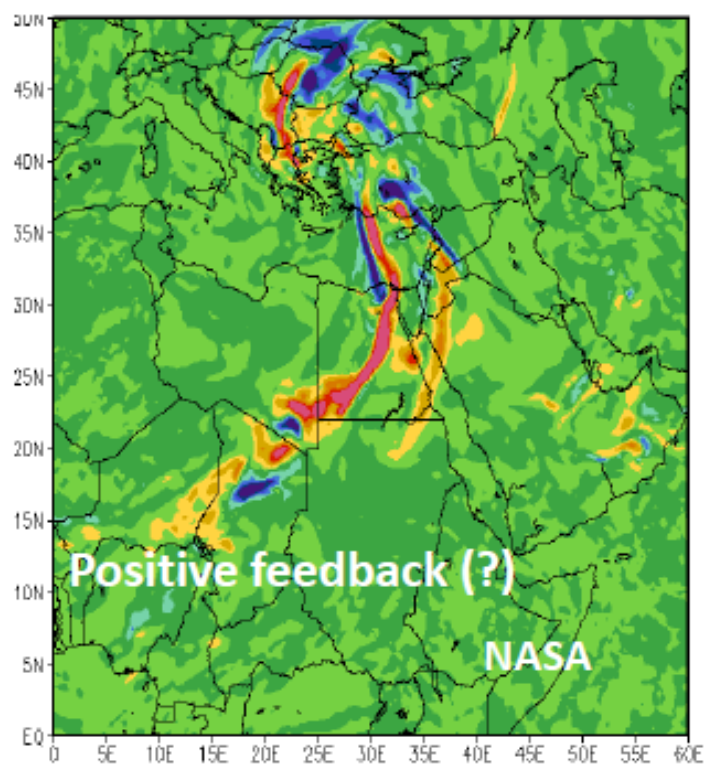 50N
45N
40N
35N
30N
25N
20N
15N
Positive feedback (?)
10N
NASA
5N
EQ
0 5E 10E 15E 20E 25E 30E 35E 40E 45E 50E 55E 60E